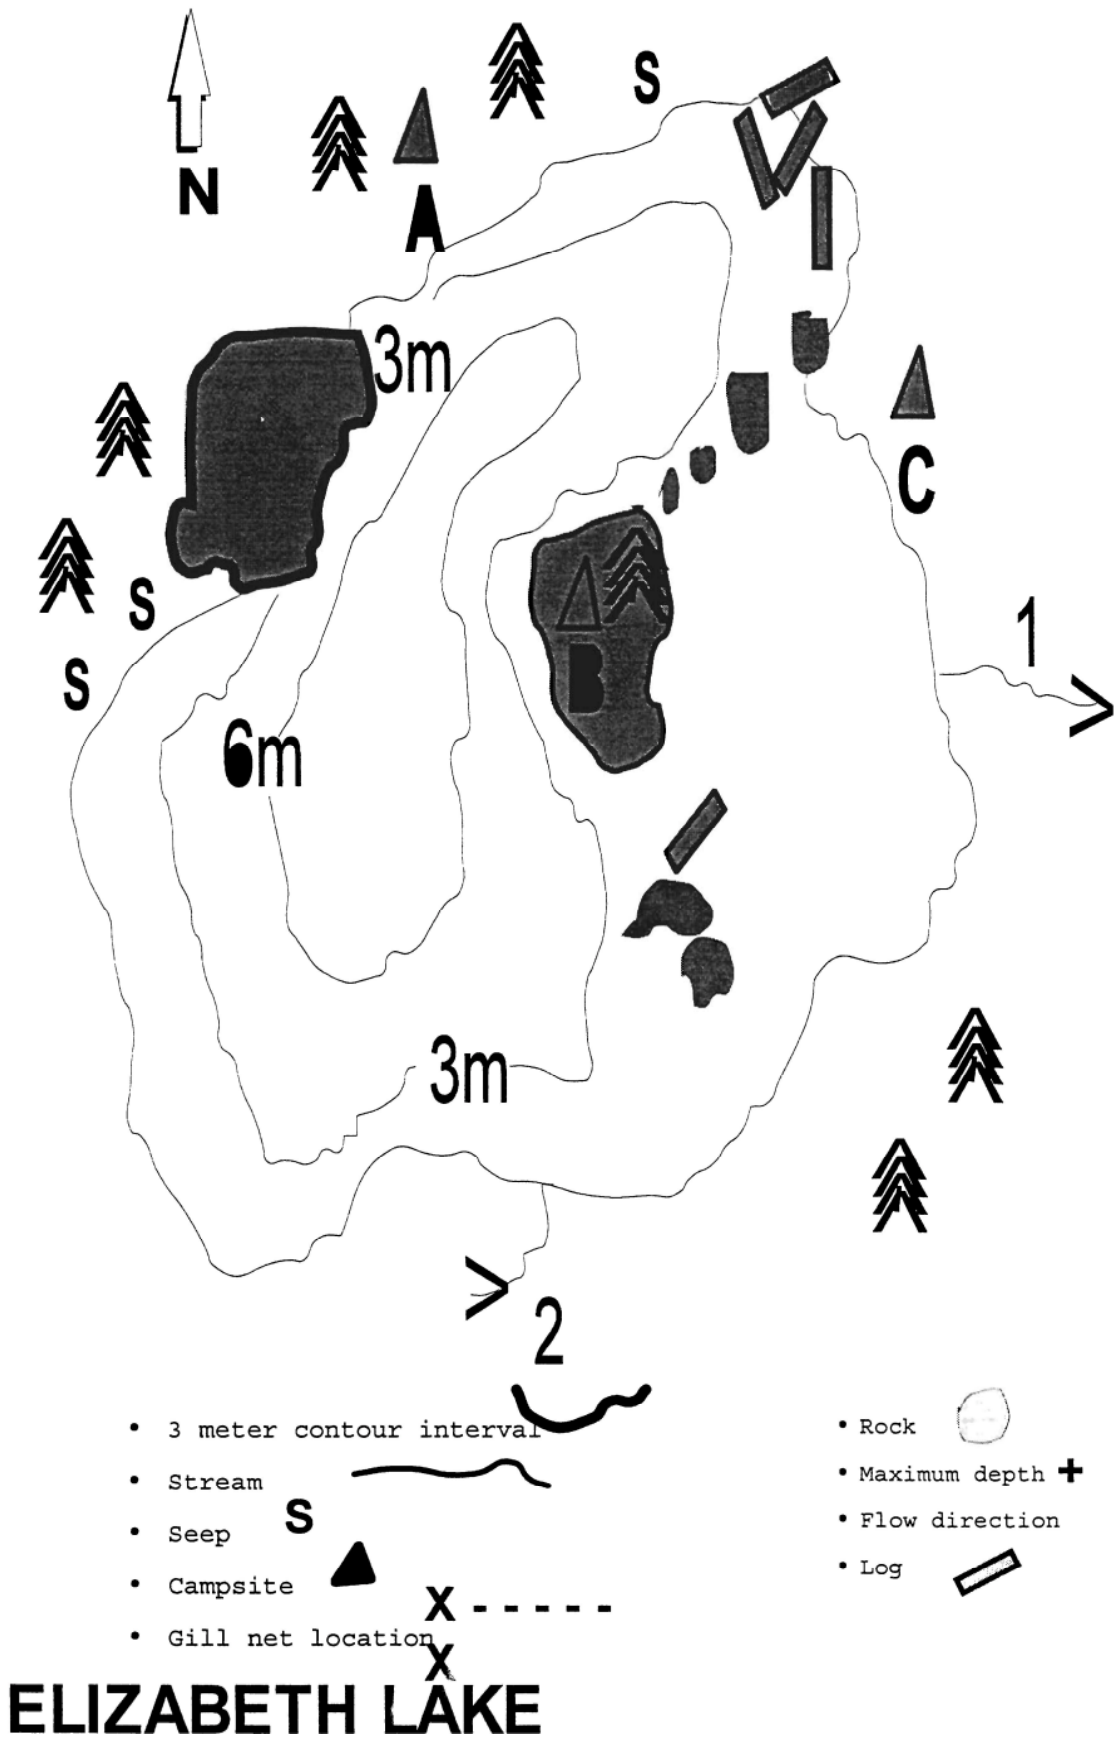 S
N
A
3m
C
S
B
1
S
6m
3m
2
• 3 meter contour interval
• Stream
• Seep S
• Campsite
• Gill net location X - - - - - X
• Rock
• Maximum depth +
• Flow direction
• Log
ELIZABETH LAKE